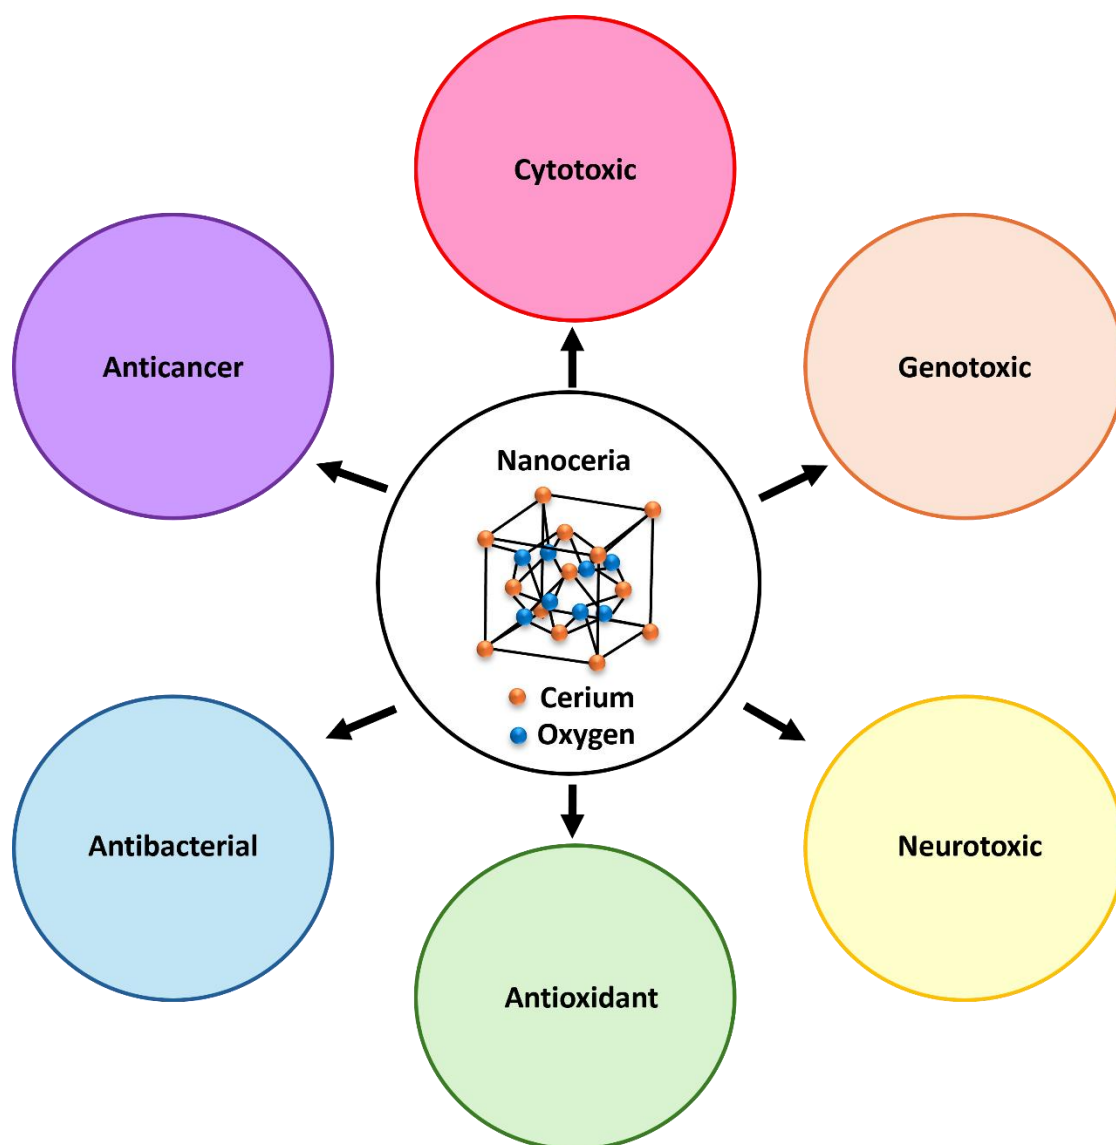 Cytotoxic
Anticancer
Genotoxic
Nanoceria
Cerium
Oxygen
Antibacterial
Neurotoxic
Antioxidant